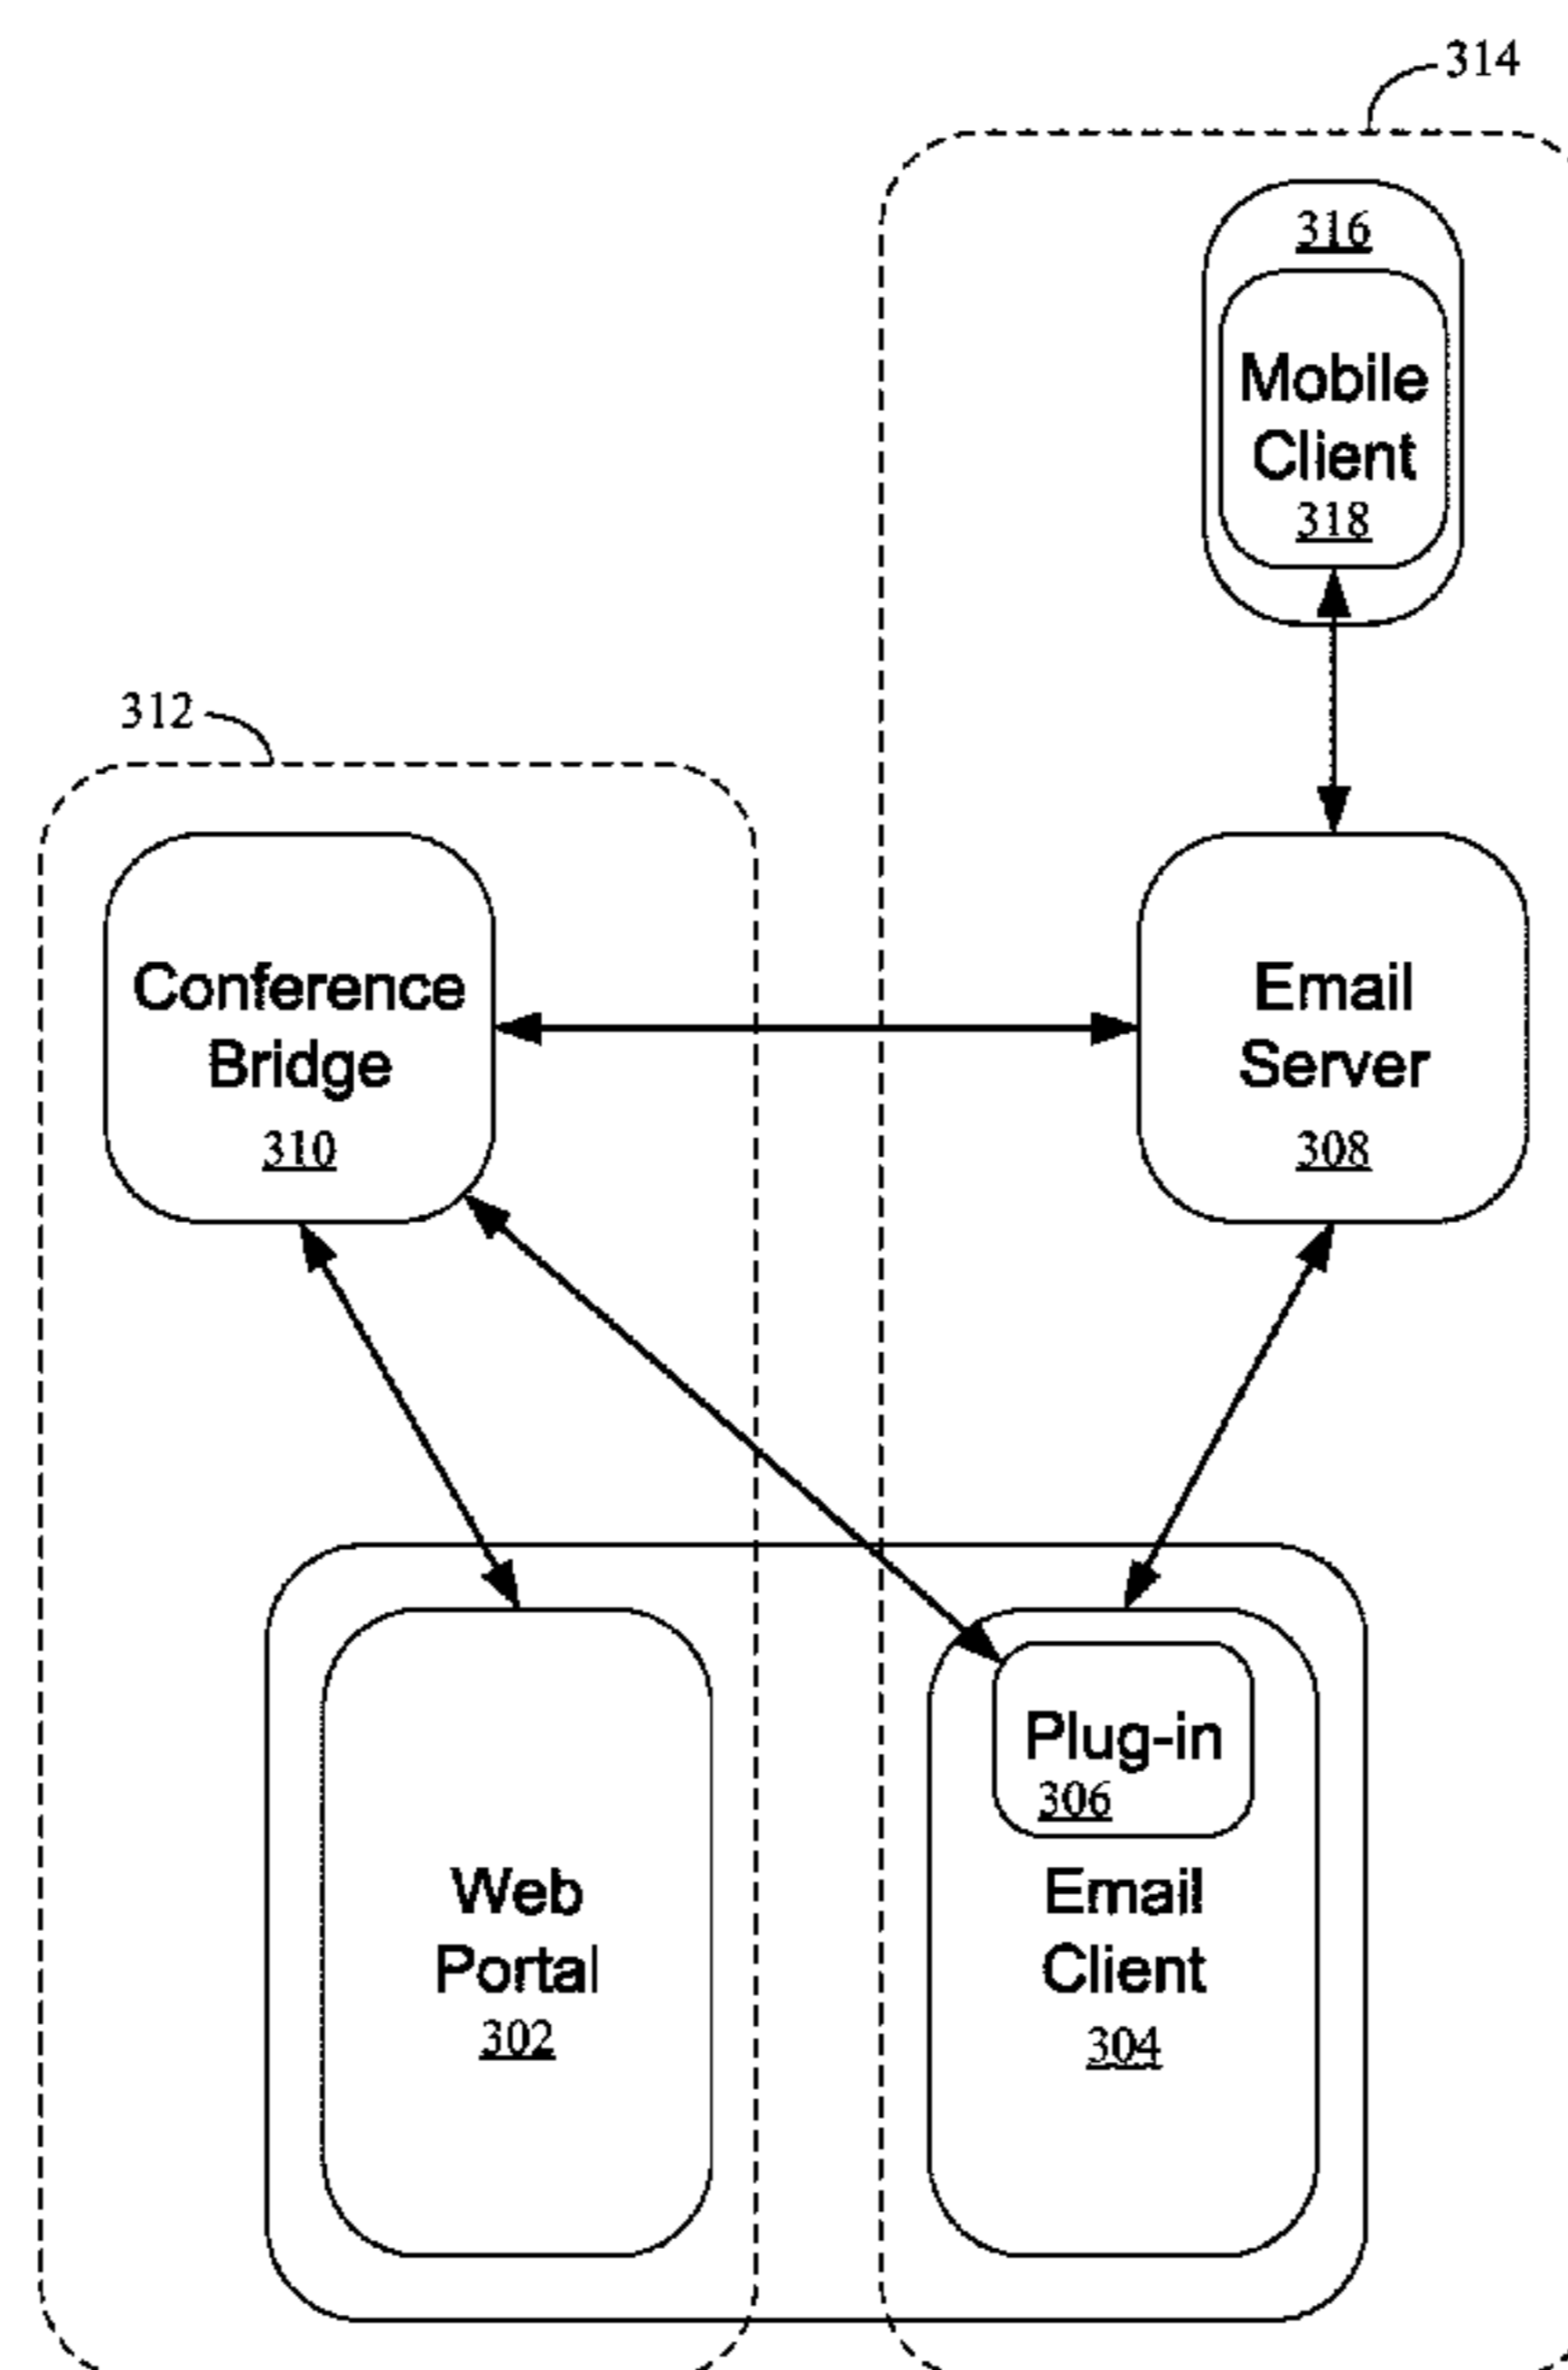 314
316
Mobile
Client
318
312
Conference
Bridge
310
Email
Server
308
Plug-in
306
Web
Portal
302
Email
Client
304